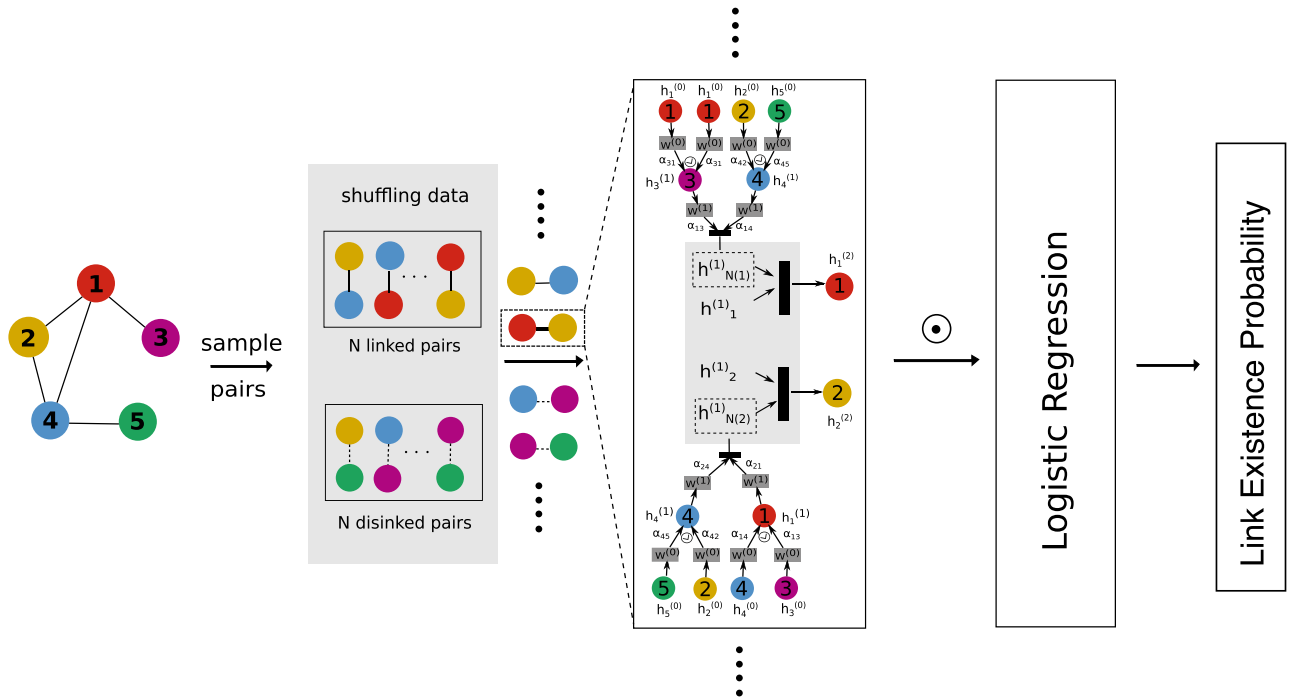 1
2
3
4
5
sample
pairs
shuffling data
. . .
N linked pairs
. . .
N disinked pairs
h₁⁽⁰⁾ h₁⁽⁰⁾ h₂⁽⁰⁾ h₅⁽⁰⁾
1 1 2 5
w⁽⁰⁾ w⁽⁰⁾ w⁽⁰⁾ w⁽⁰⁾
α₃₁ α₃₁ α₄₂ α₄₅
h₃⁽¹⁾ 3 4 h₄⁽¹⁾
w⁽¹⁾ w⁽¹⁾
α₁₃ α₁₄
h⁽¹⁾N(1)
h⁽¹⁾₁
h₁⁽²⁾
1
h⁽¹⁾₂
h⁽¹⁾N(2)
2
h₂⁽²⁾
α₂₄ α₂₁
w⁽¹⁾ w⁽¹⁾
h₄⁽¹⁾ 4 1 h₁⁽¹⁾
α₄₅ α₄₂ α₁₄ α₁₃
w⁽⁰⁾ w⁽⁰⁾ w⁽⁰⁾ w⁽⁰⁾
5 2 4 3
h₅⁽⁰⁾ h₂⁽⁰⁾ h₄⁽⁰⁾ h₃⁽⁰⁾
Logistic Regression
Link Existence Probability